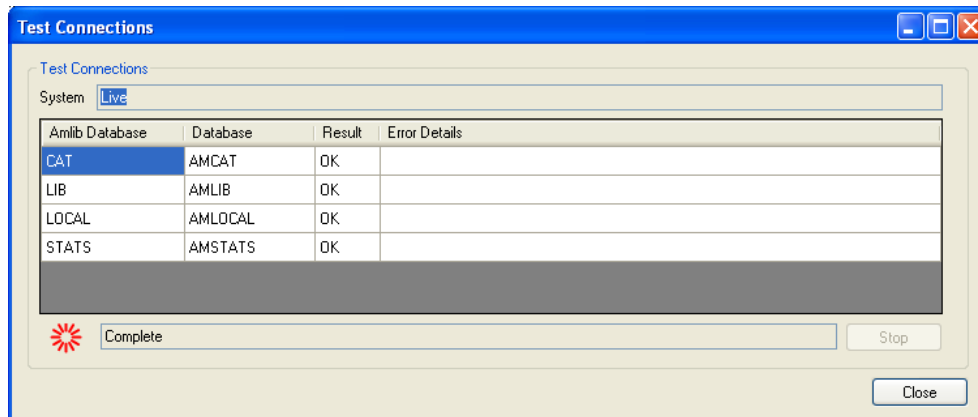 Test Connections
Test Connections
System Live
Amlib Database Database Result Error Details
CAT AMCAT OK
LIB AMLIB OK
LOCAL AMLOCAL OK
STATS AMSTATS OK
Complete Stop
Close